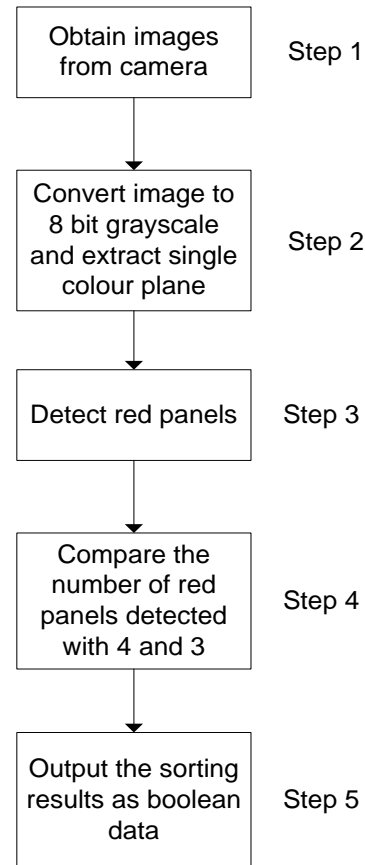 Obtain images
from camera
Step 1
Convert image to
8 bit grayscale
and extract single
colour plane
Step 2
Detect red panels
Step 3
Compare the
number of red
panels detected
with 4 and 3
Step 4
Output the sorting
results as boolean
data
Step 5